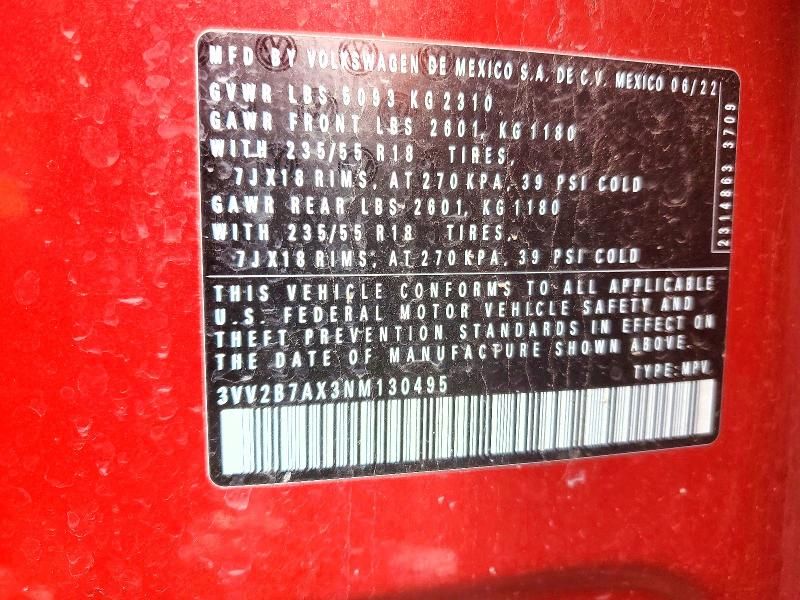 MFD BY VOLKSWAGEN DE MEXICO S.A. DE C.V. MEXICO 06/22
GVWR LBS 5093 KG 2310
GAWR FRONT LBS 2601, KG 1180
WITH 235/55 R18 TIRES,
7JX18 RIMS, AT 270 KPA, 39 PSI COLD
GAWR REAR LBS 2601, KG 1180
WITH 235/55 R18 TIRES,
7JX18 RIMS, AT 270 KPA, 39 PSI COLD
2314863 3709
THIS VEHICLE CONFORMS TO ALL APPLICABLE
U.S. FEDERAL MOTOR VEHICLE SAFETY AND
THEFT PREVENTION STANDARDS IN EFFECT ON
THE DATE OF MANUFACTURE SHOWN ABOVE.
TYPE: MPV
3VV2B7AX3NM130495